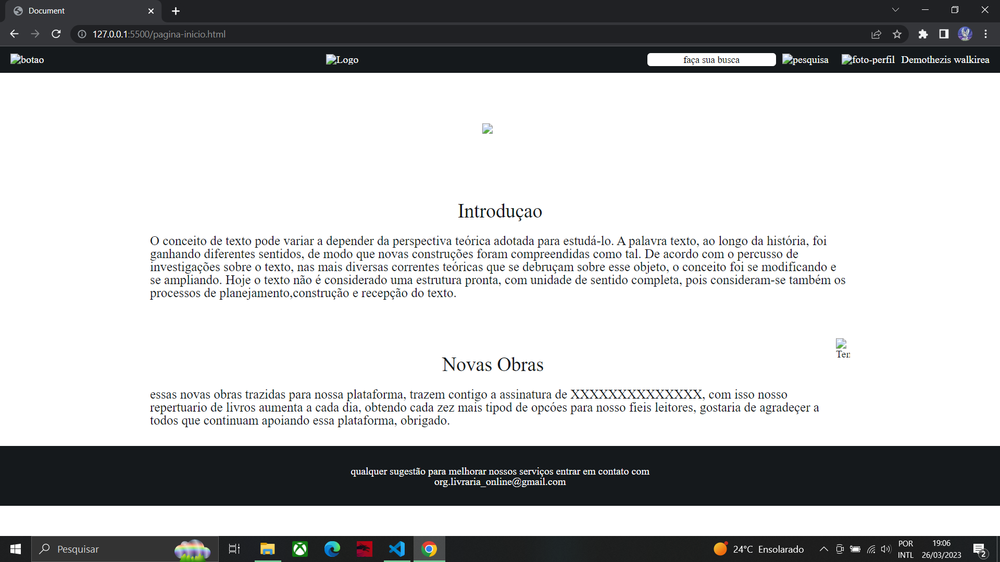 Document
127.0.0.1:5500/pagina-inicio.html
botao
Logo
faça sua busca
pesquisa
foto-perfil
Demothezis walkirea
Introduçao
O conceito de texto pode variar a depender da perspectiva teórica adotada para estudá-lo. A palavra texto, ao longo da história, foi
ganhando diferentes sentidos, de modo que novas construções foram compreendidas como tal. De acordo com o percusso de
investigações sobre o texto, nas mais diversas correntes teóricas que se debruçam sobre esse objeto, o conceito foi se modificando e
se ampliando. Hoje o texto não é considerado uma estrutura pronta, com unidade de sentido completa, pois consideram-se também os
processos de planejamento,construção e recepção do texto.
Novas Obras
essas novas obras trazidas para nossa plataforma, trazem contigo a assinatura de XXXXXXXXXXXXXX, com isso nosso
repertuario de livros aumenta a cada dia, obtendo cada zez mais tipod de opcóes para nosso fieis leitores, gostaria de agradeçer a
todos que continuam apoiando essa plataforma, obrigado.
qualquer sugestão para melhorar nossos serviços entrar em contato com
org.livraria_online@gmail.com
Pesquisar
24°C Ensolarado
POR
INTL
19:06
26/03/2023
2